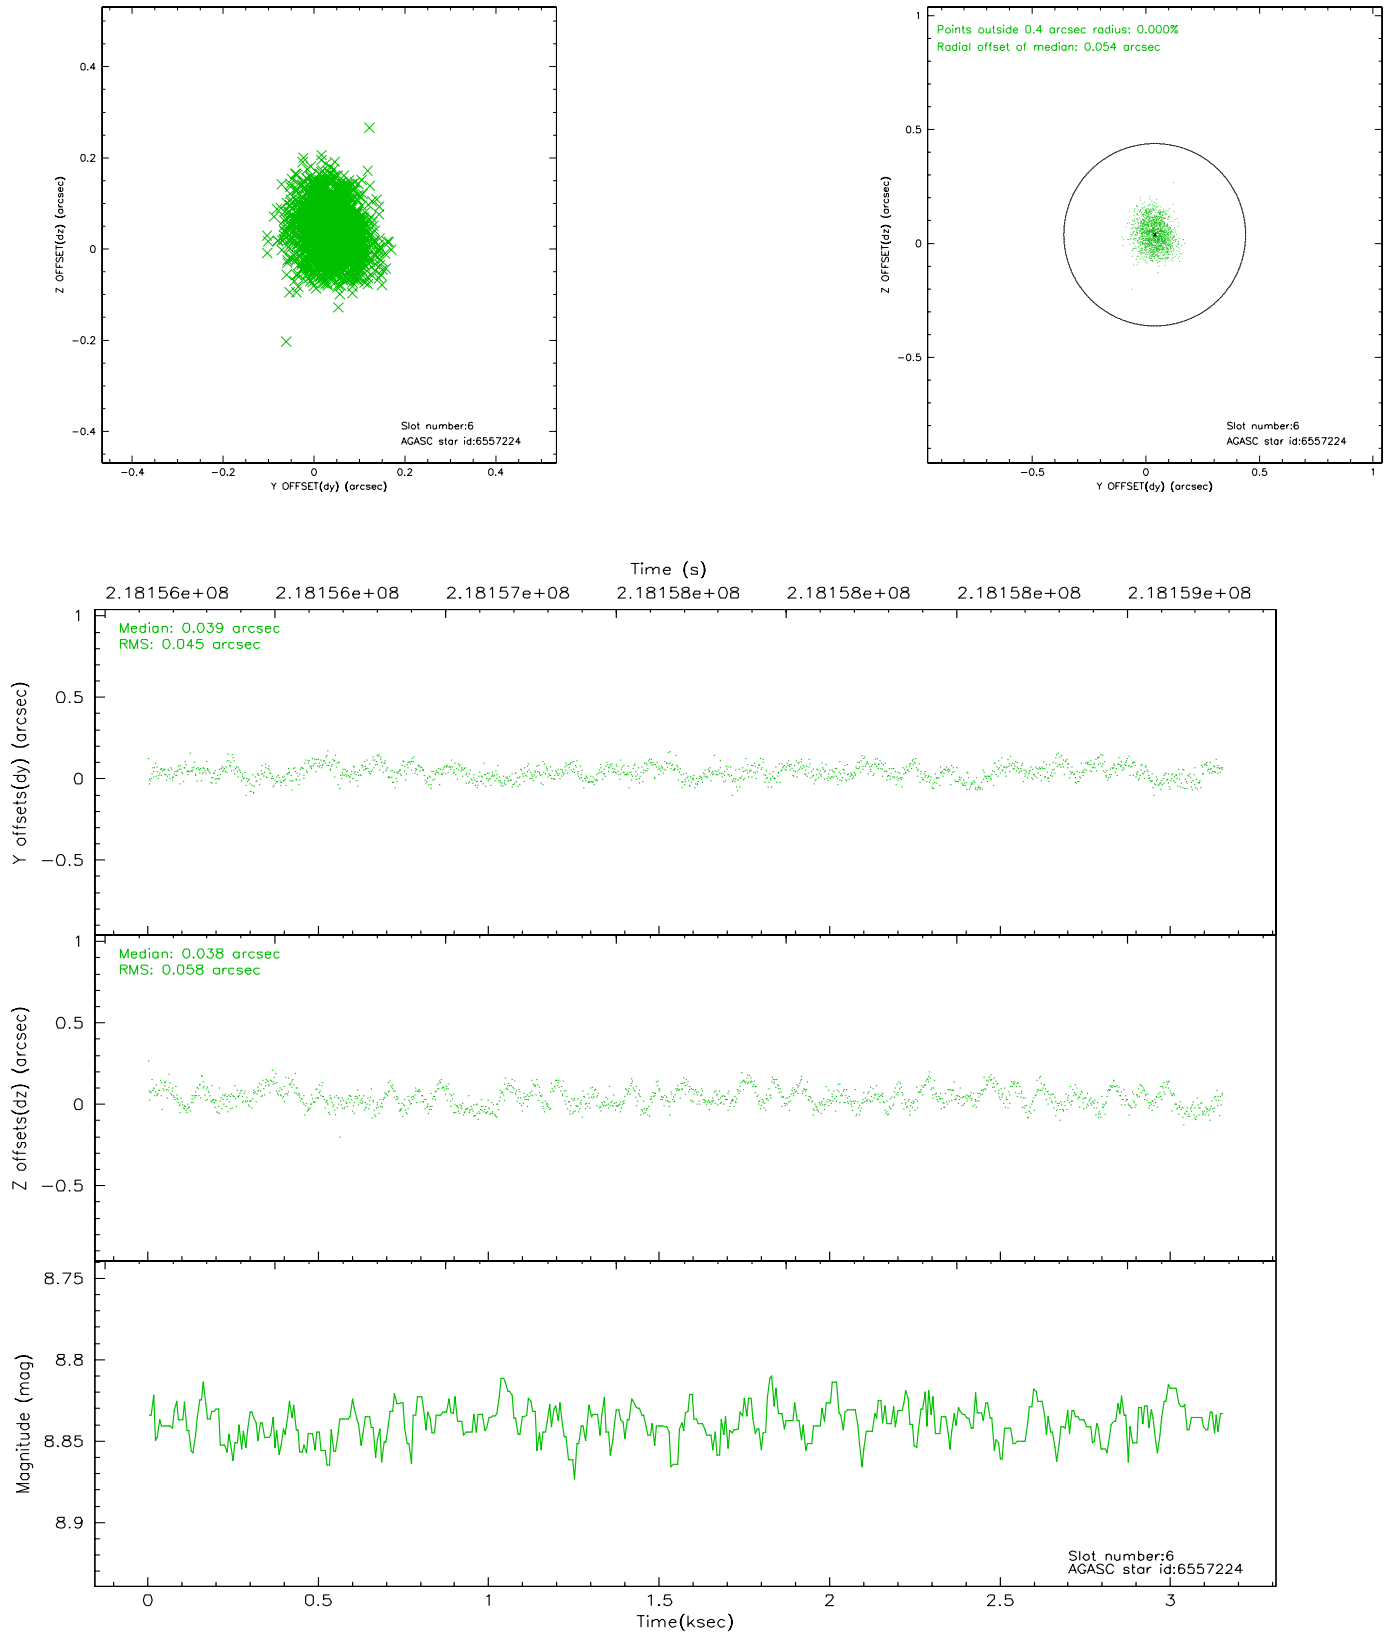 0.4
0.2
0
−0.2
−0.4
Z OFFSET(dz) (arcsec)
Slot number:6
AGASC star id:6557224
−0.4 −0.2 0 0.2 0.4
Y OFFSET(dy) (arcsec)
1
0.5
0
−0.5
Z OFFSET(dz) (arcsec)
Points outside 0.4 arcsec radius: 0.000%
Radial offset of median: 0.054 arcsec
Slot number:6
AGASC star id:6557224
−0.5 0 0.5 1
Y OFFSET(dy) (arcsec)
Time (s)
2.18156e+08 2.18156e+08 2.18157e+08 2.18158e+08 2.18158e+08 2.18158e+08 2.18159e+08
1
0.5
0
−0.5
Y offsets(dy) (arcsec)
Median: 0.039 arcsec
RMS: 0.045 arcsec
1
0.5
0
−0.5
Z offsets(dz) (arcsec)
Median: 0.038 arcsec
RMS: 0.058 arcsec
8.75
8.8
8.85
8.9
Magnitude (mag)
Slot number:6
AGASC star id:6557224
0 0.5 1 1.5 2 2.5 3
Time(ksec)